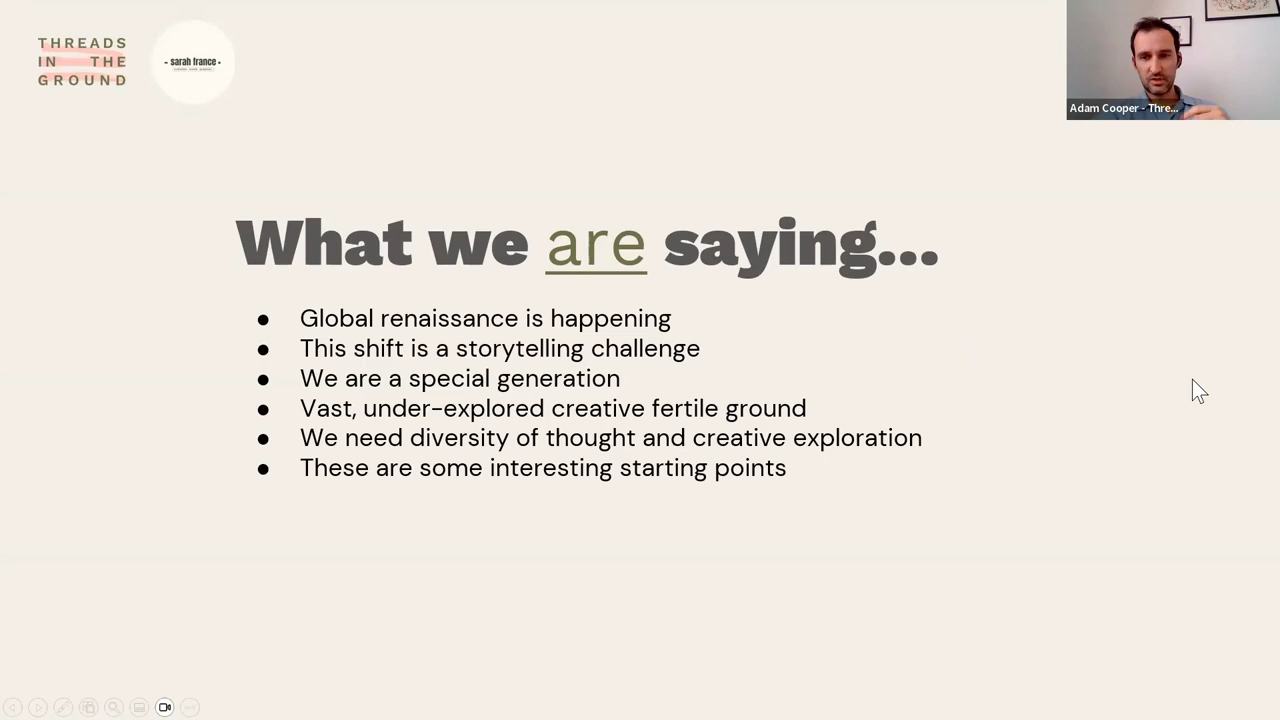 THREADS
IN THE
GROUND
- sarah france -
Adam Cooper - Thre...
What we are saying...
● Global renaissance is happening
● This shift is a storytelling challenge
● We are a special generation
● Vast, under-explored creative fertile ground
● We need diversity of thought and creative exploration
● These are some interesting starting points